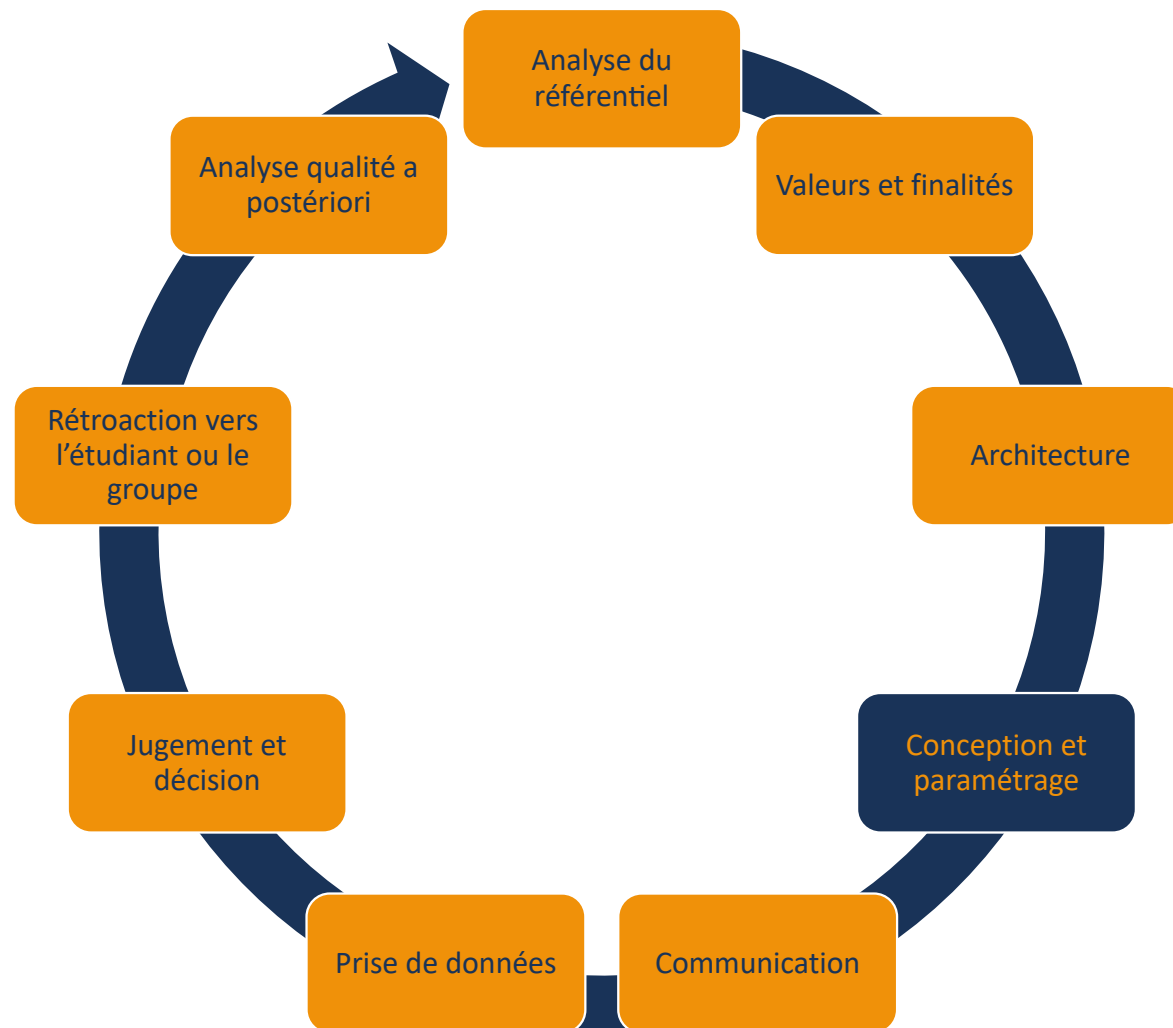 Analyse du
référentiel
Valeurs et finalités
Architecture
Conception et
paramétrage
Communication
Prise de données
Jugement et
décision
Rétroaction vers
l’étudiant ou le
groupe
Analyse qualité a
postériori